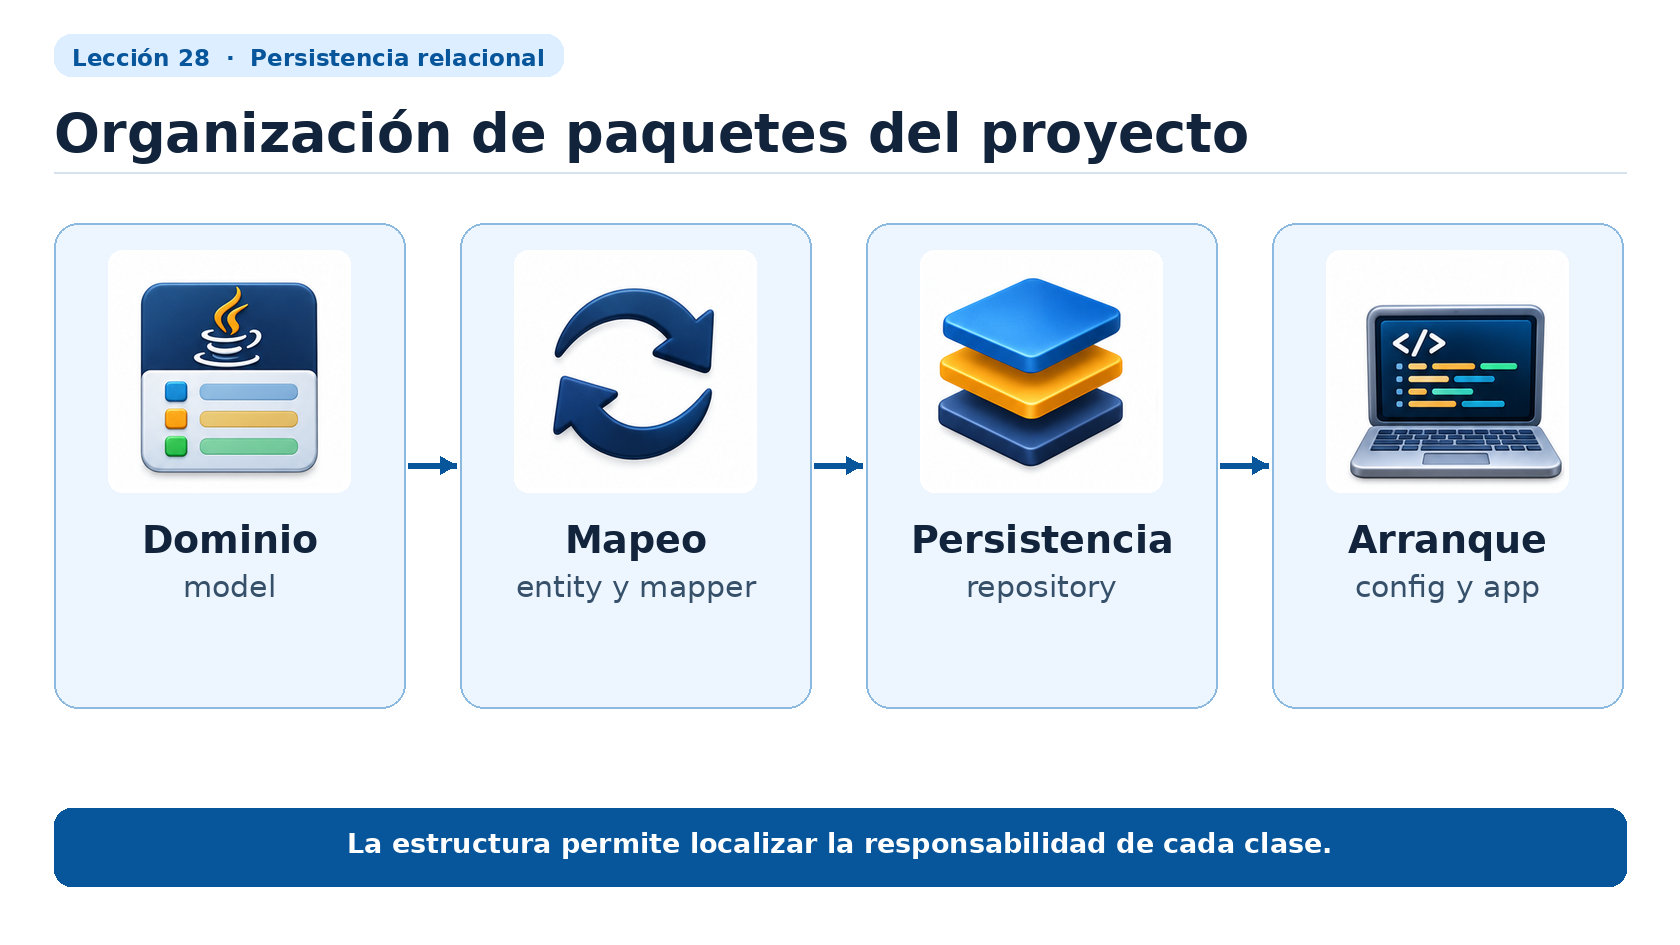 Lección 28 · Persistencia relacional
Organización de paquetes del proyecto
</>
Dominio
model
Mapeo
entity y mapper
Persistencia
repository
Arranque
config y app
La estructura permite localizar la responsabilidad de cada clase.